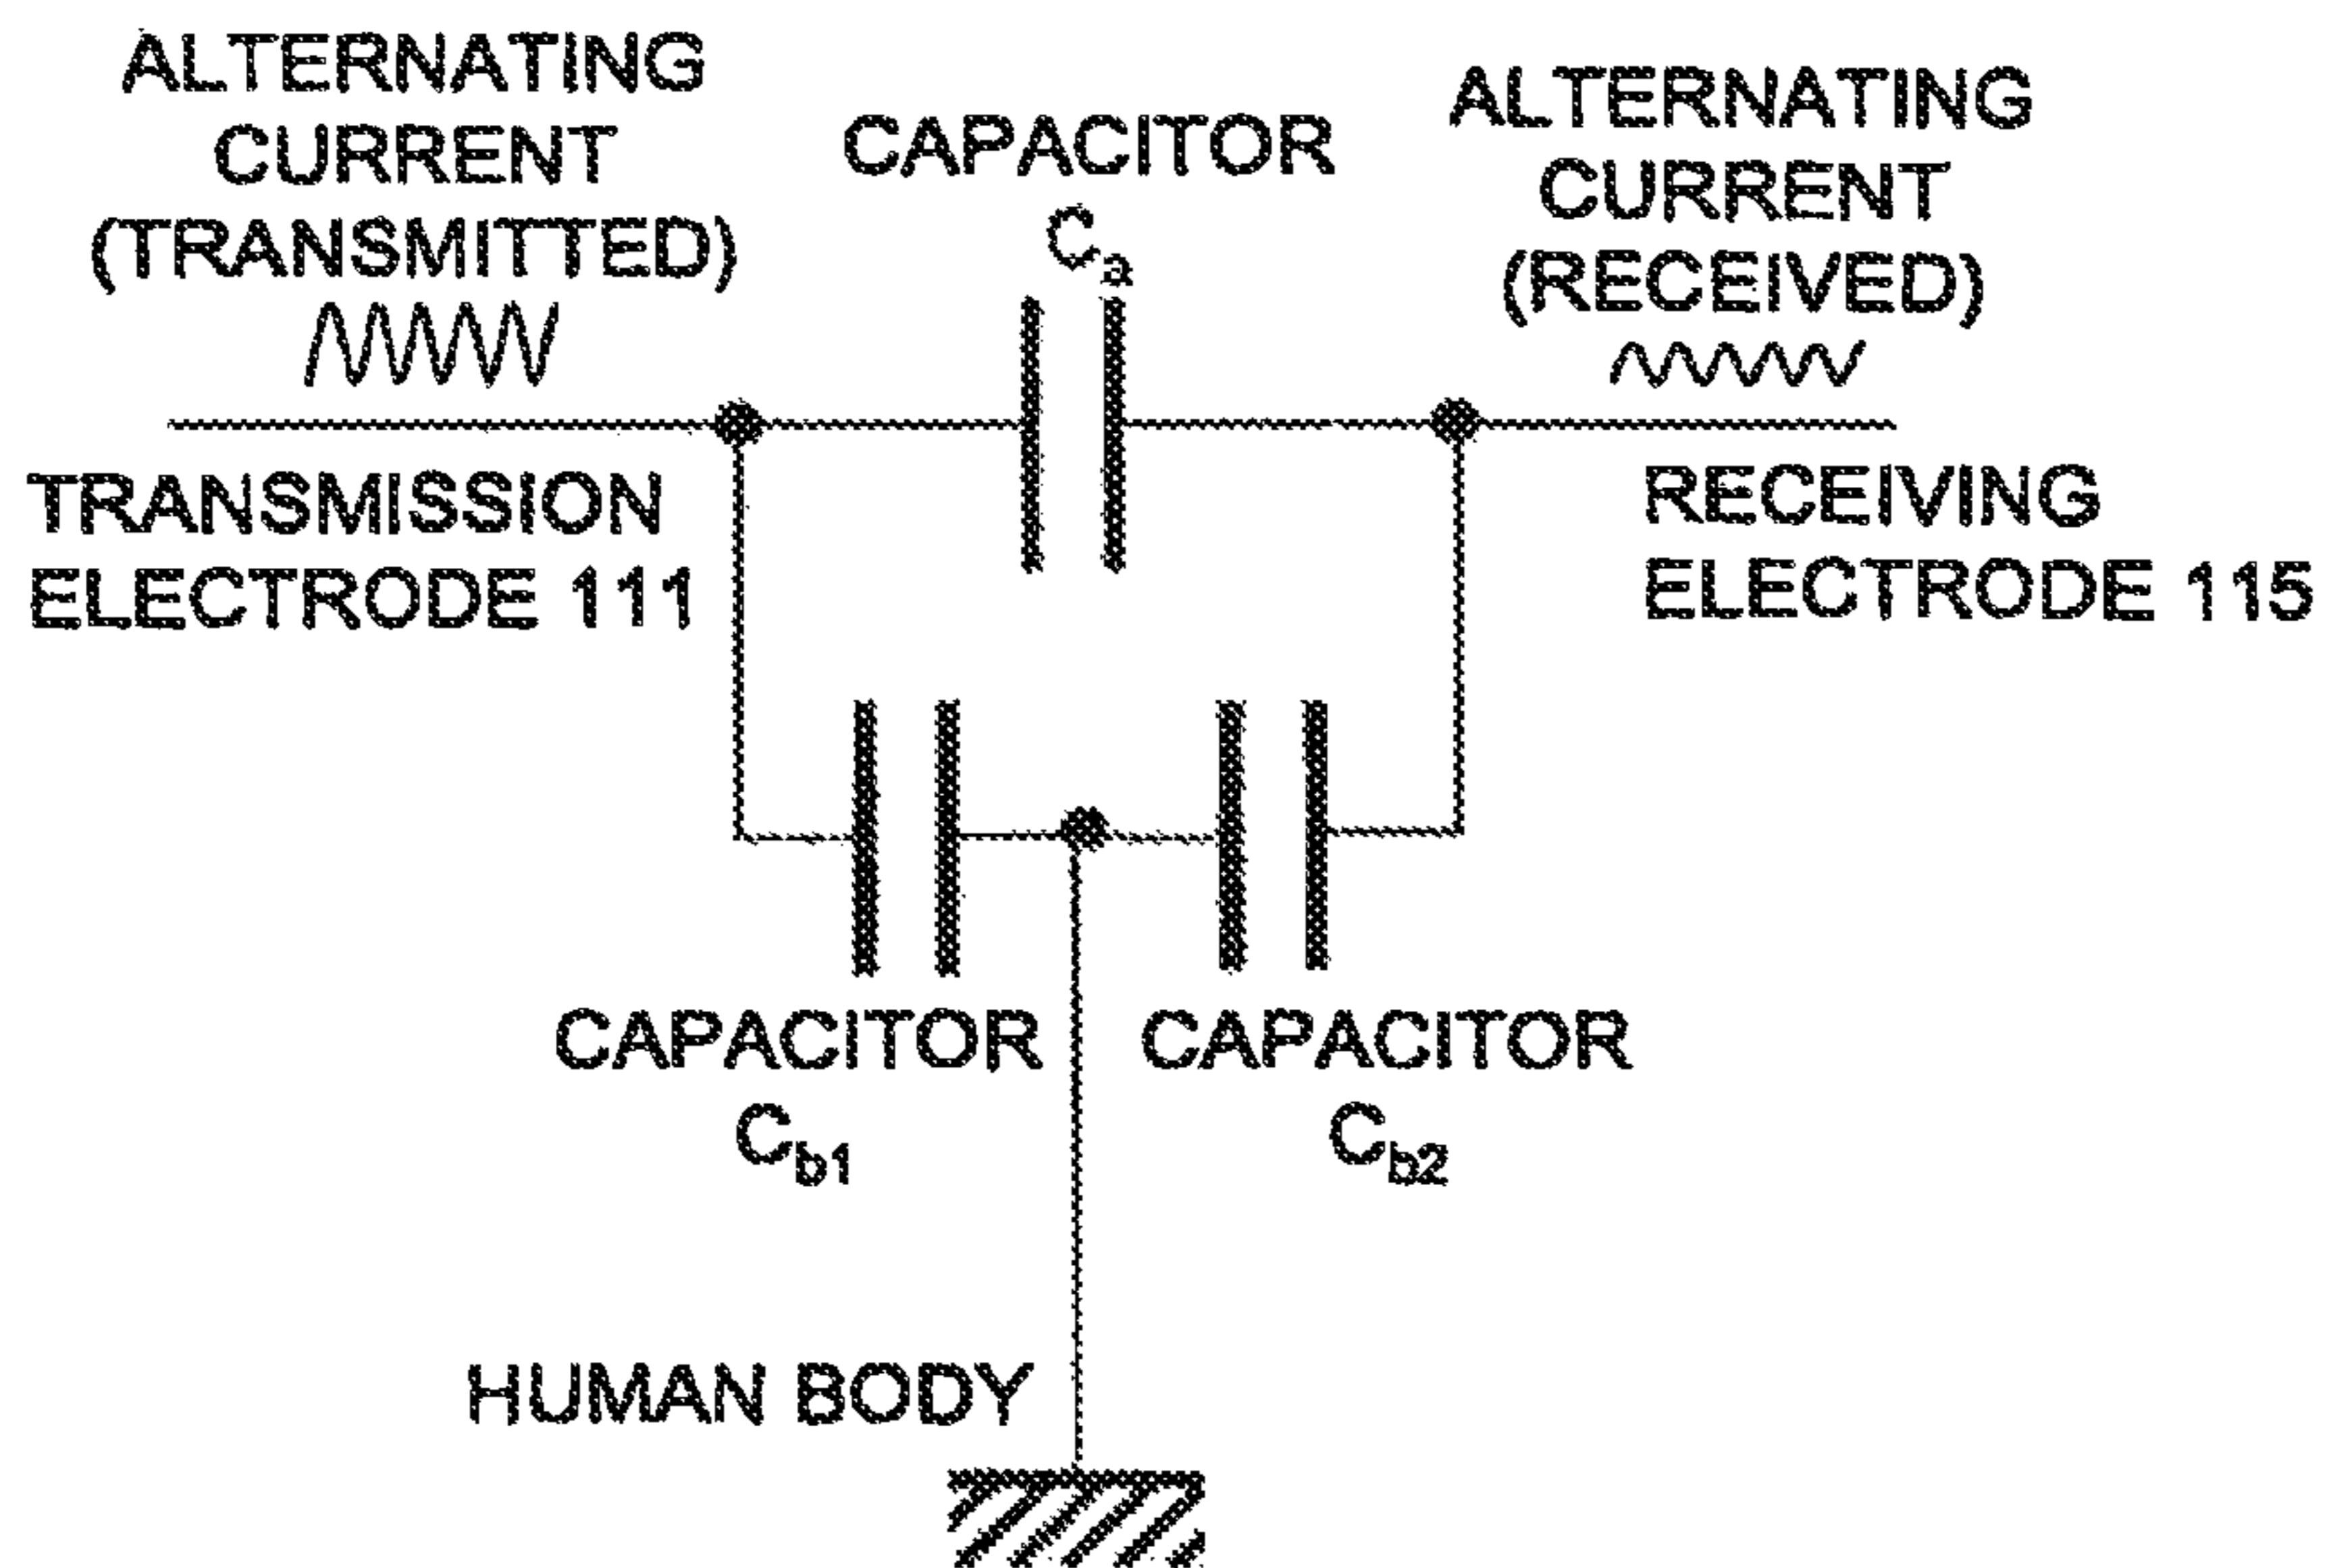 ALTERNATING
CURRENT
(TRANSMITTED)
CAPACITOR
Ca
ALTERNATING
CURRENT
(RECEIVED)
TRANSMISSION
ELECTRODE 111
RECEIVING
ELECTRODE 115
CAPACITOR
Cb1
CAPACITOR
Cb2
HUMAN BODY